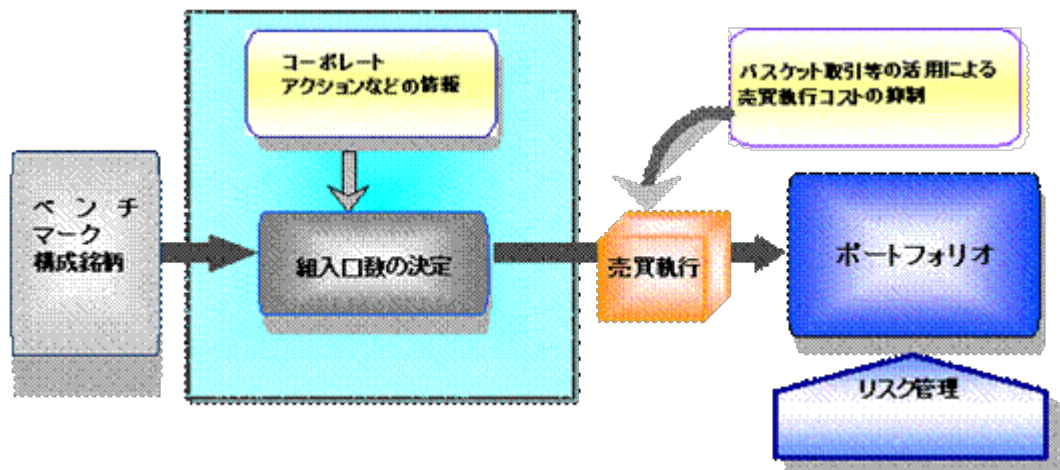 コーポレート
アクションなどの情報
バスケット取引等の活用による
売買執行コストの抑制
ベンチ
マーク
構成銘柄
組入口数の決定
売買執行
ポートフォリオ
リスク管理